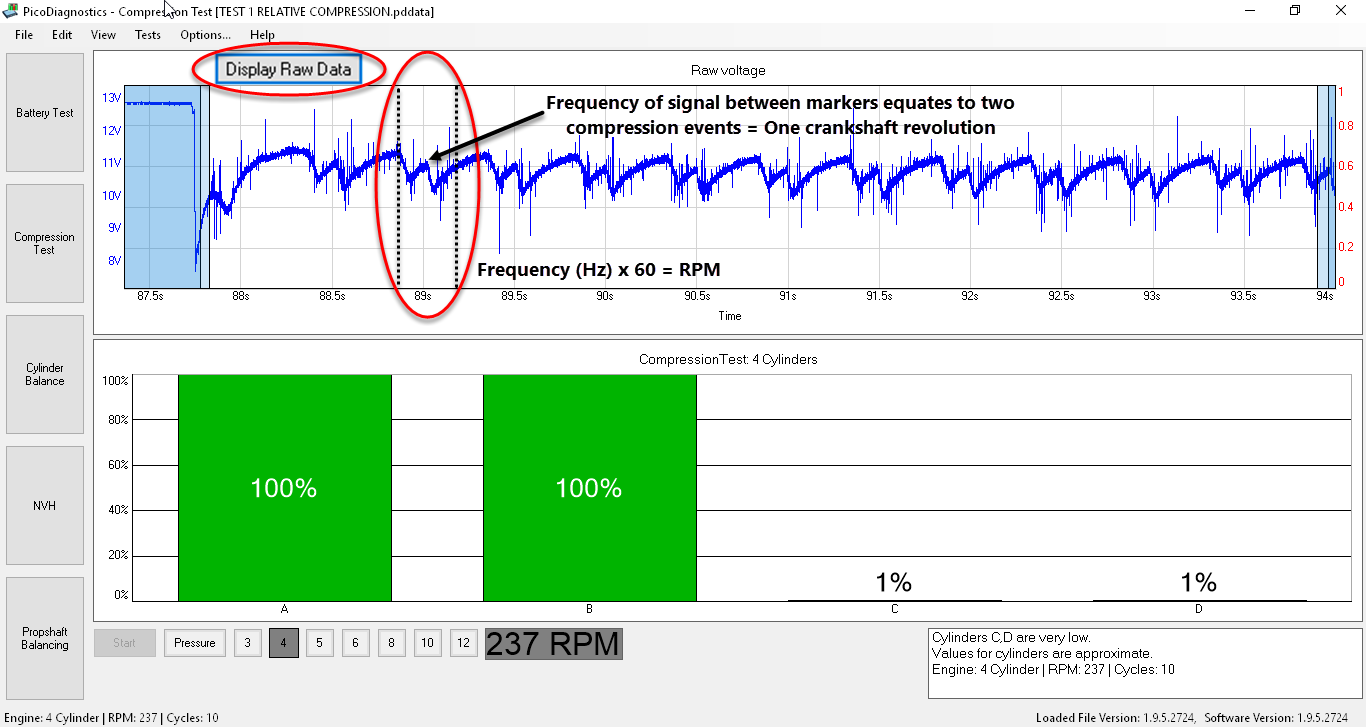 PicoDiagnostics - Compression Test [TEST 1 RELATIVE COMPRESSION.pddata]
File Edit View Tests Options... Help
Battery Test
Compression
Test
Cylinder
Balance
NVH
Propshaft
Balancing
Display Raw Data
Raw voltage
Frequency of signal between markers equates to two
compression events = One crankshaft revolution
Frequency (Hz) x 60 = RPM
13V
12V
11V
10V
9V
8V
1
0.8
0.6
0.4
0.2
0
87.5s 88s 88.5s 89s 89.5s 90s 90.5s 91s 91.5s 92s 92.5s 93s 93.5s 94s
Time
CompressionTest: 4 Cylinders
100%
80%
60%
40%
20%
0%
100% 100% 1% 1%
A B C D
Start Pressure 3 4 5 6 8 10 12 237 RPM
Cylinders C,D are very low.
Values for cylinders are approximate.
Engine: 4 Cylinder | RPM: 237 | Cycles: 10
Engine: 4 Cylinder | RPM: 237 | Cycles: 10
Loaded File Version: 1.9.5.2724, Software Version: 1.9.5.2724